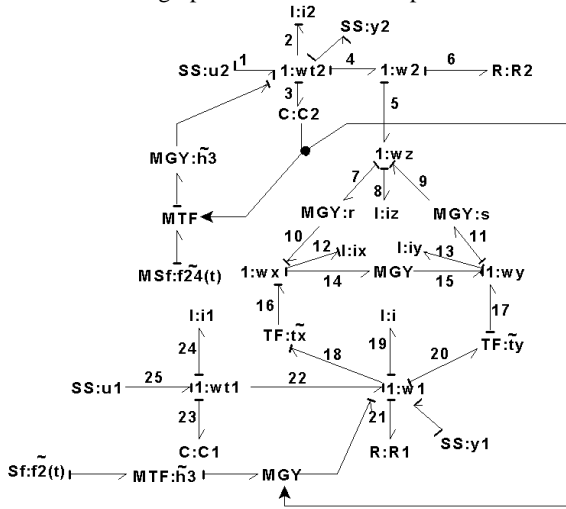 I:i2
SS:y2
2
SS:u2 1 1:wt2 4 1:w2 6 R:R2
3
C:C2 5
MGY:h̃3 1:wz
7 8 9
MTF MGY:r I:iz MGY:s
10 12 I:ix I:iy 13 11
MSf:f2̃4(t) 1:wx 14 MGY 15 1:wy
16 17
I:i1 TF:t̃x I:i T̃F:t̃y
24 18 19 20
SS:u1 25 1:wt1 22 1:w1
23 21
C:C1 R:R1 SS:y1
Sf:f̃2(t) MTF:h̃3 MGY